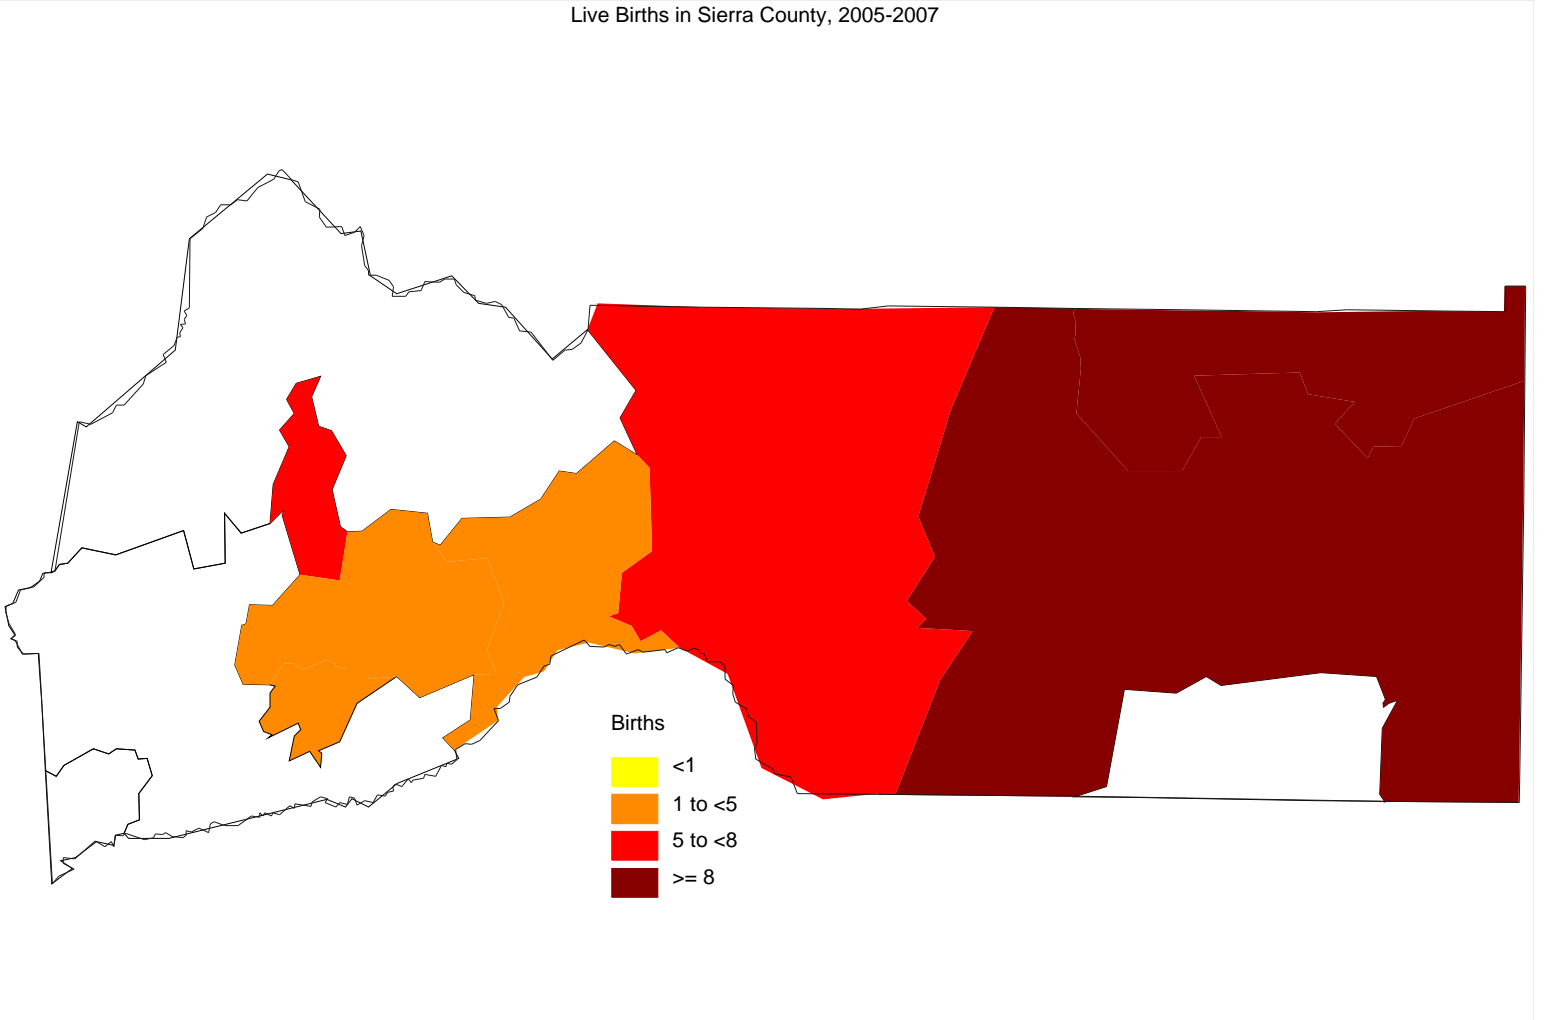 Live Births in Sierra County, 2005-2007
Births
<1
1 to <5
5 to <8
>= 8